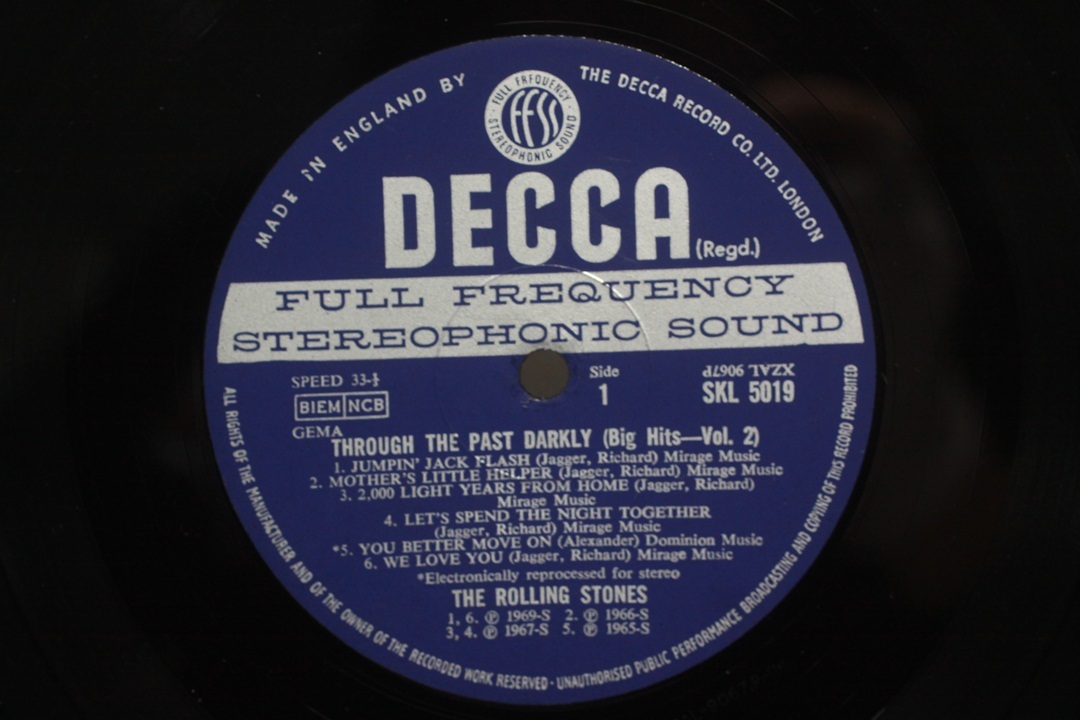 MADE IN ENGLAND BY
THE DECCA RECORD CO. LTD. LONDON
FULL FREQUENCY
FFSS
STEREOPHONIC SOUND
DECCA (Regd.)
FULL FREQUENCY
STEREOPHONIC SOUND
SPEED 33-⅓
BIEM NCB
GEMA
Side
1
XZAL 9067P
SKL 5019
THROUGH THE PAST DARKLY (Big Hits—Vol. 2)
1. JUMPIN' JACK FLASH (Jagger, Richard) Mirage Music
2. MOTHER'S LITTLE HELPER (Jagger, Richard) Mirage Music
3. 2,000 LIGHT YEARS FROM HOME (Jagger, Richard)
Mirage Music
4. LET'S SPEND THE NIGHT TOGETHER
(Jagger, Richard) Mirage Music
*5. YOU BETTER MOVE ON (Alexander) Dominion Music
6. WE LOVE YOU (Jagger, Richard) Mirage Music
*Electronically reprocessed for stereo
THE ROLLING STONES
1, 6. ℗ 1969-S 2. ℗ 1966-S
3, 4. ℗ 1967-S 5. ℗ 1965-S
ALL RIGHTS OF THE MANUFACTURER AND OF THE OWNER OF THE RECORDED WORK RESERVED · UNAUTHORISED PUBLIC PERFORMANCE BROADCASTING AND COPYING OF THIS RECORD PROHIBITED